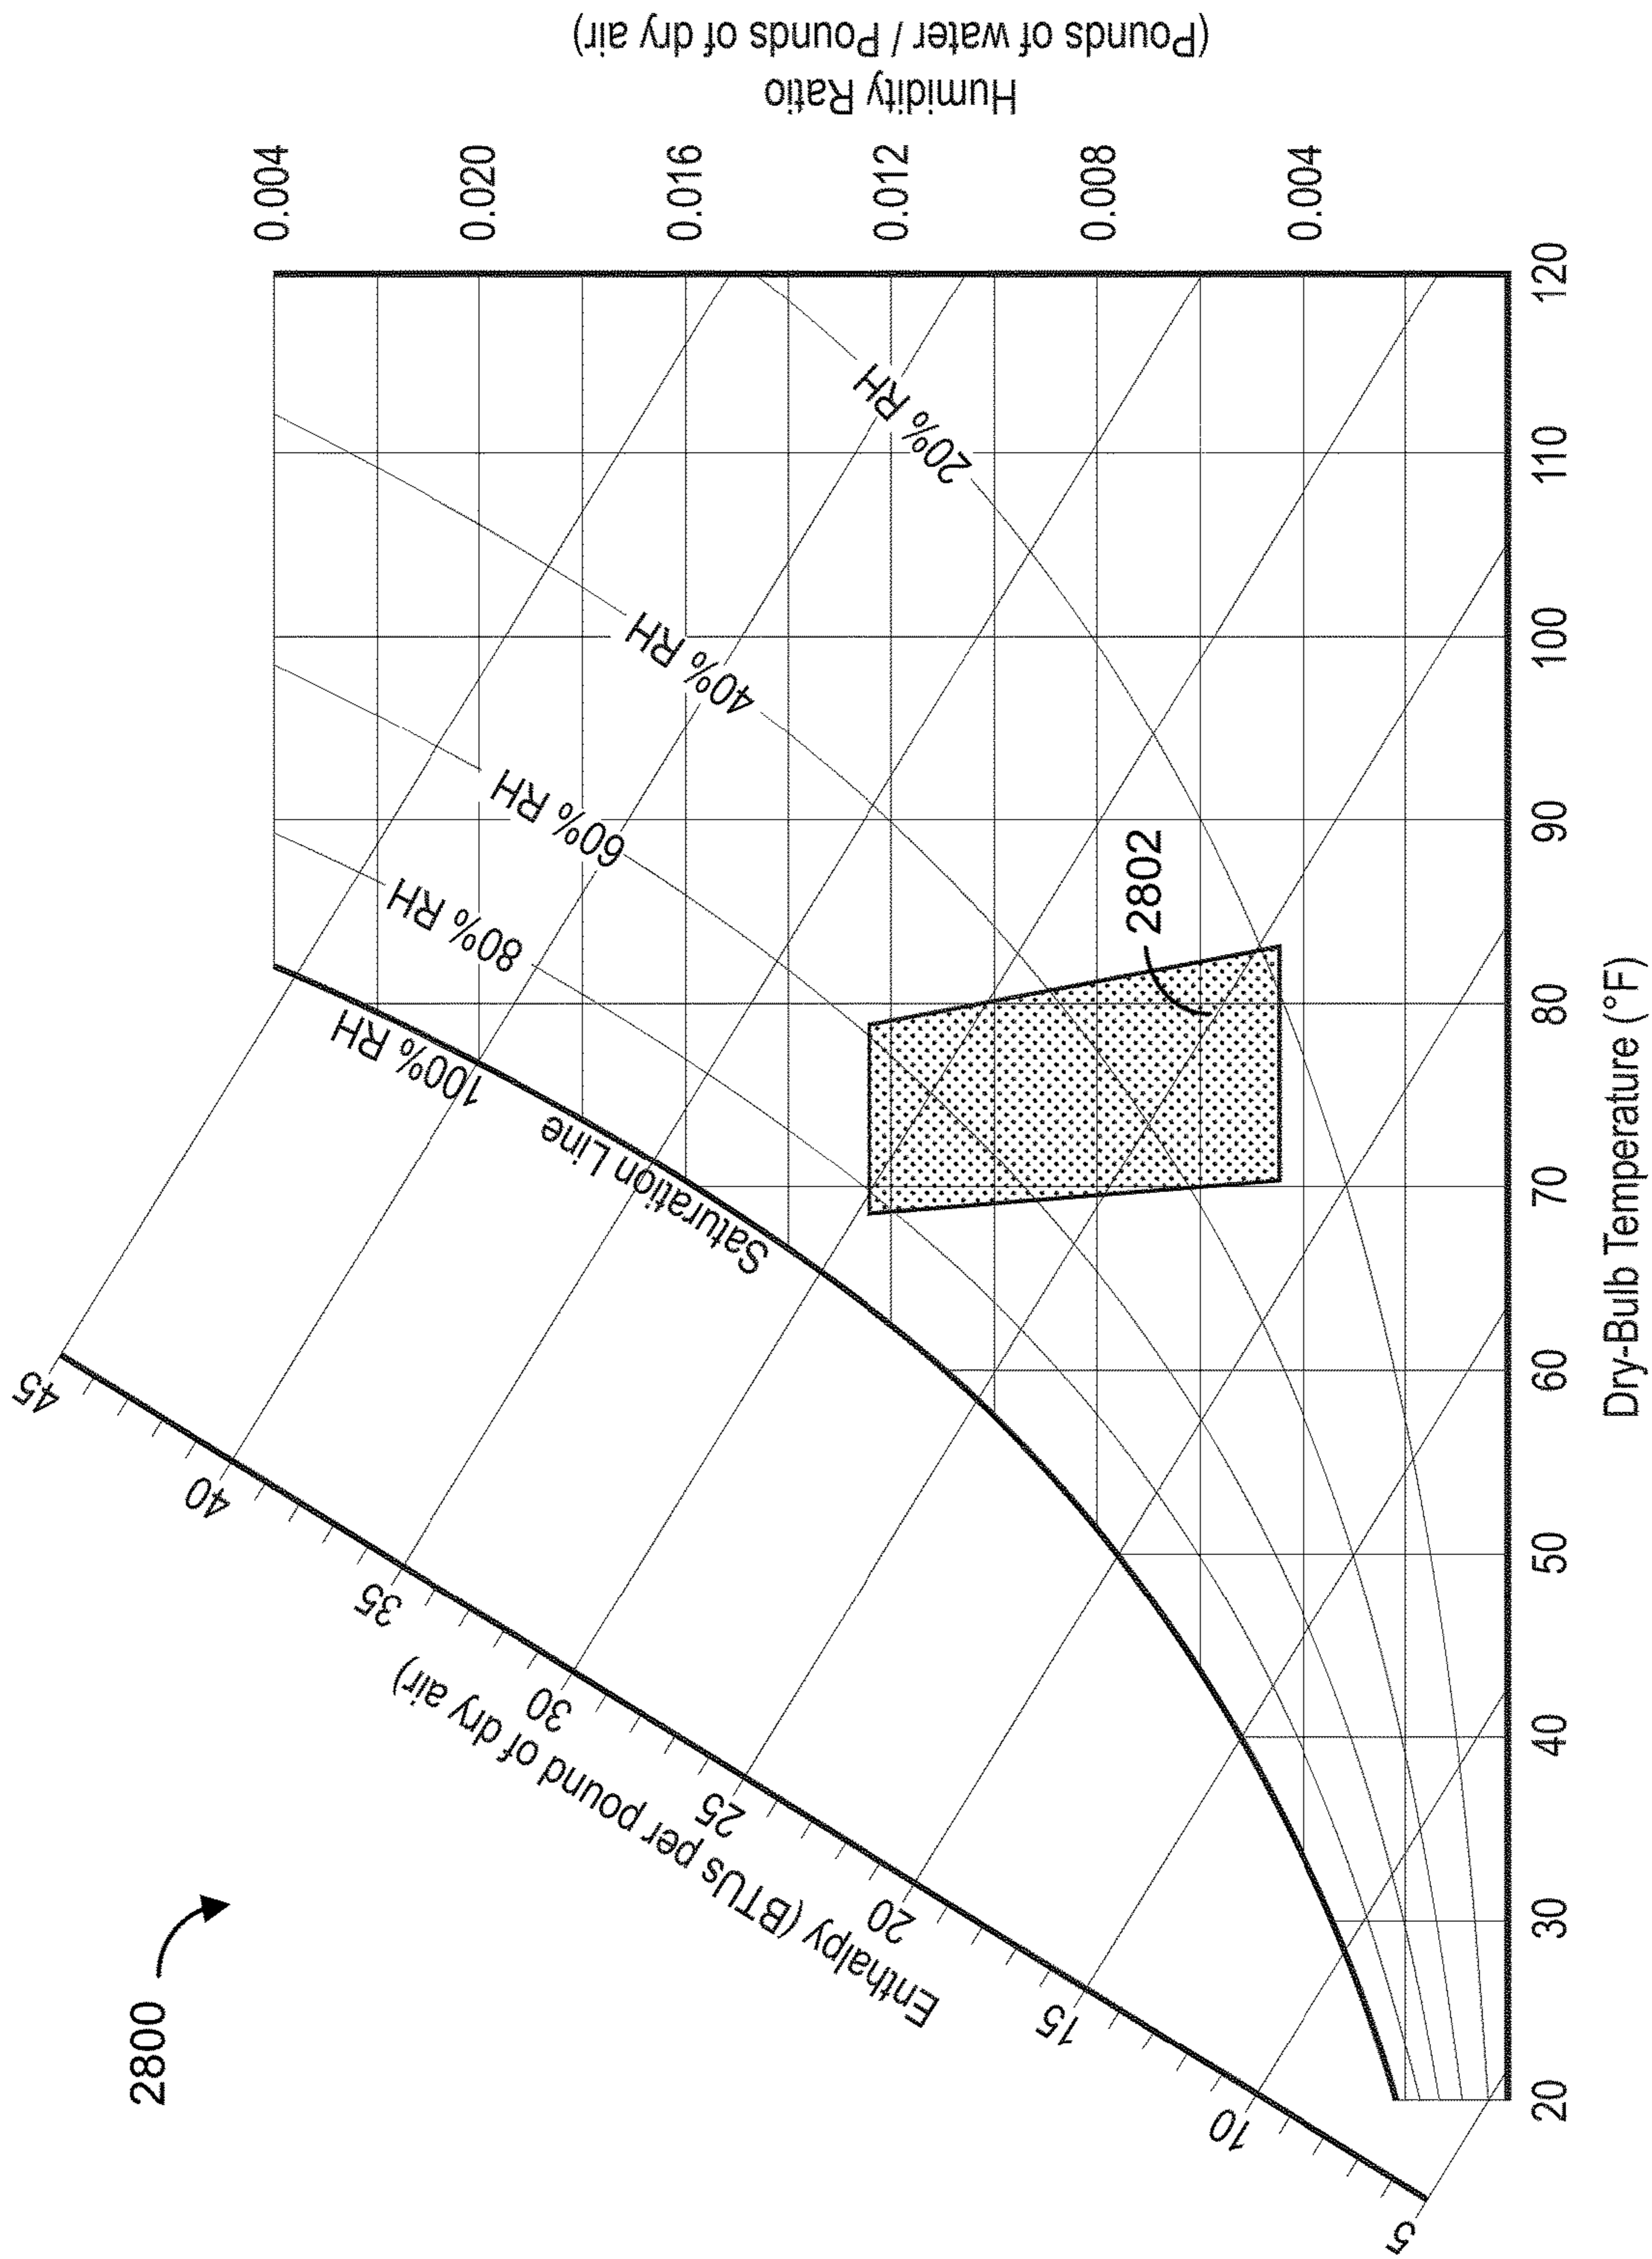 2800
Enthalpy (BTUs per pound of dry air)
5
10
15
20
25
30
35
40
45
Saturation Line
100% RH
80% RH
60% RH
40% RH
20% RH
2802
0.004
0.020
0.016
0.012
0.008
0.004
Humidity Ratio
(Pounds of water / Pounds of dry air)
20
30
40
50
60
70
80
90
100
110
120
Dry-Bulb Temperature (°F)